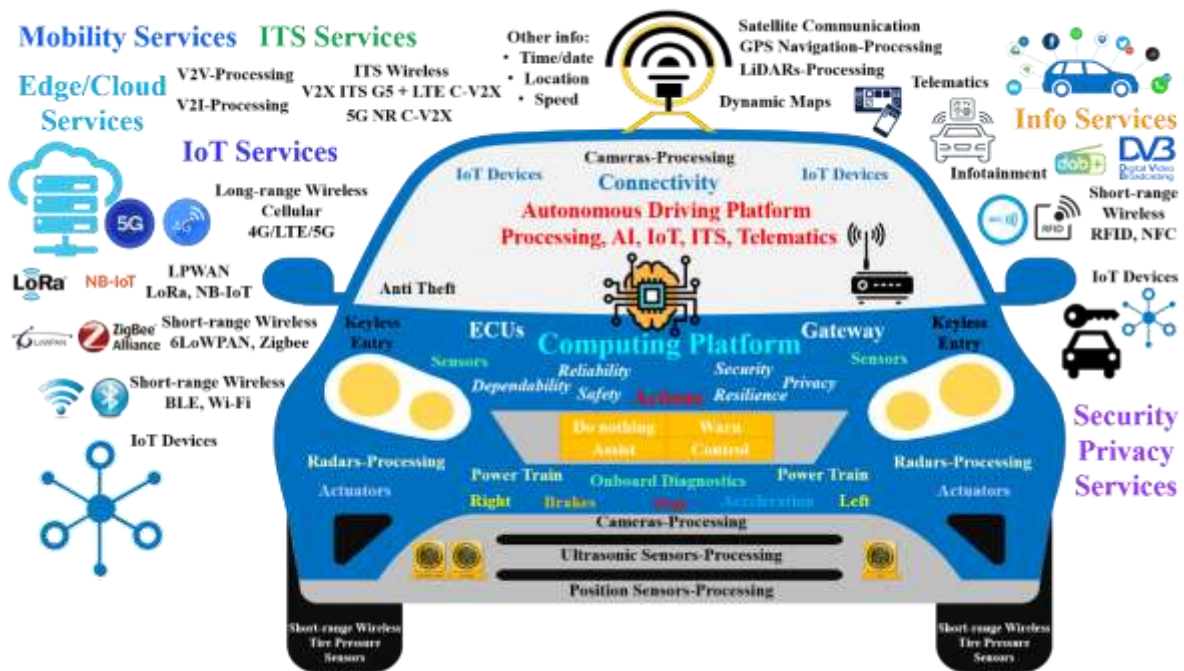 Mobility Services
ITS Services
Edge/Cloud
Services
V2V-Processing
V2I-Processing
ITS Wireless
V2X ITS G5 + LTE C-V2X
5G NR C-V2X
Other info:
• Time/date
• Location
• Speed
Satellite Communication
GPS Navigation-Processing
LiDARs-Processing
Dynamic Maps
Telematics
Info Services
Infotainment
dab+
DVB
Digital Video
Broadcasting
IoT Services
Long-range Wireless
Cellular
4G/LTE/5G
5G
4G
LoRa
NB-IoT
LPWAN
LoRa, NB-IoT
6LoWPAN
ZigBee
Alliance
Short-range Wireless
6LoWPAN, Zigbee
Short-range Wireless
BLE, Wi-Fi
IoT Devices
Short-range
Wireless
RFID, NFC
RFID
IoT Devices
Security
Privacy
Services
Cameras-Processing
IoT Devices
IoT Devices
Connectivity
Autonomous Driving Platform
Processing, AI, IoT, ITS, Telematics
Anti Theft
Keyless
Entry
Keyless
Entry
ECUs
Gateway
Computing Platform
Sensors
Sensors
Reliability
Security
Dependability
Privacy
Safety
Actions
Resilience
Do nothing
Warn
Assist
Control
Radars-Processing
Radars-Processing
Actuators
Actuators
Power Train
Onboard Diagnostics
Power Train
Right
Brakes
Stop
Acceleration
Left
Cameras-Processing
Ultrasonic Sensors-Processing
Position Sensors-Processing
Short-range Wireless
Tire Pressure
Sensors
Short-range Wireless
Tire Pressure
Sensors